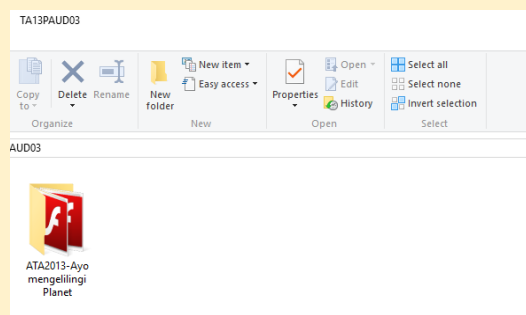 TA13PAUD03
Copy to
Delete
Rename
Organize
New folder
New item
Easy access
New
Properties
Open
Edit
History
Open
Select all
Select none
Invert selection
Select
AUD03
ATA2013-Ayo
mengelilingi
Planet